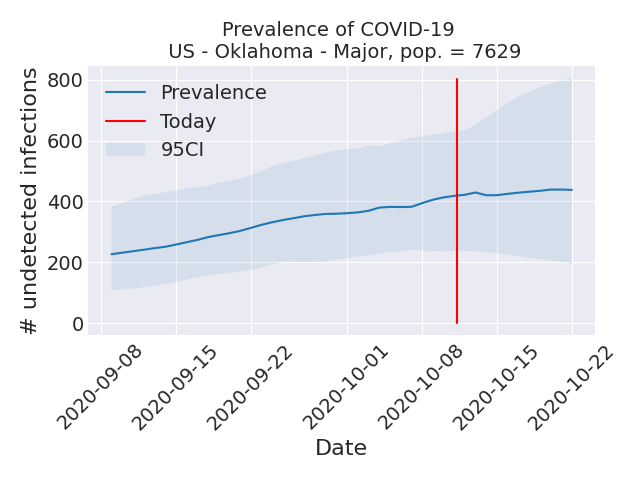 Prevalence of COVID-19
US - Oklahoma - Major, pop. = 7629
800
600
400
200
0
# undetected infections
Prevalence
Today
95CI
2020-09-08
2020-09-15
2020-09-22
2020-10-01
2020-10-08
2020-10-15
2020-10-22
Date